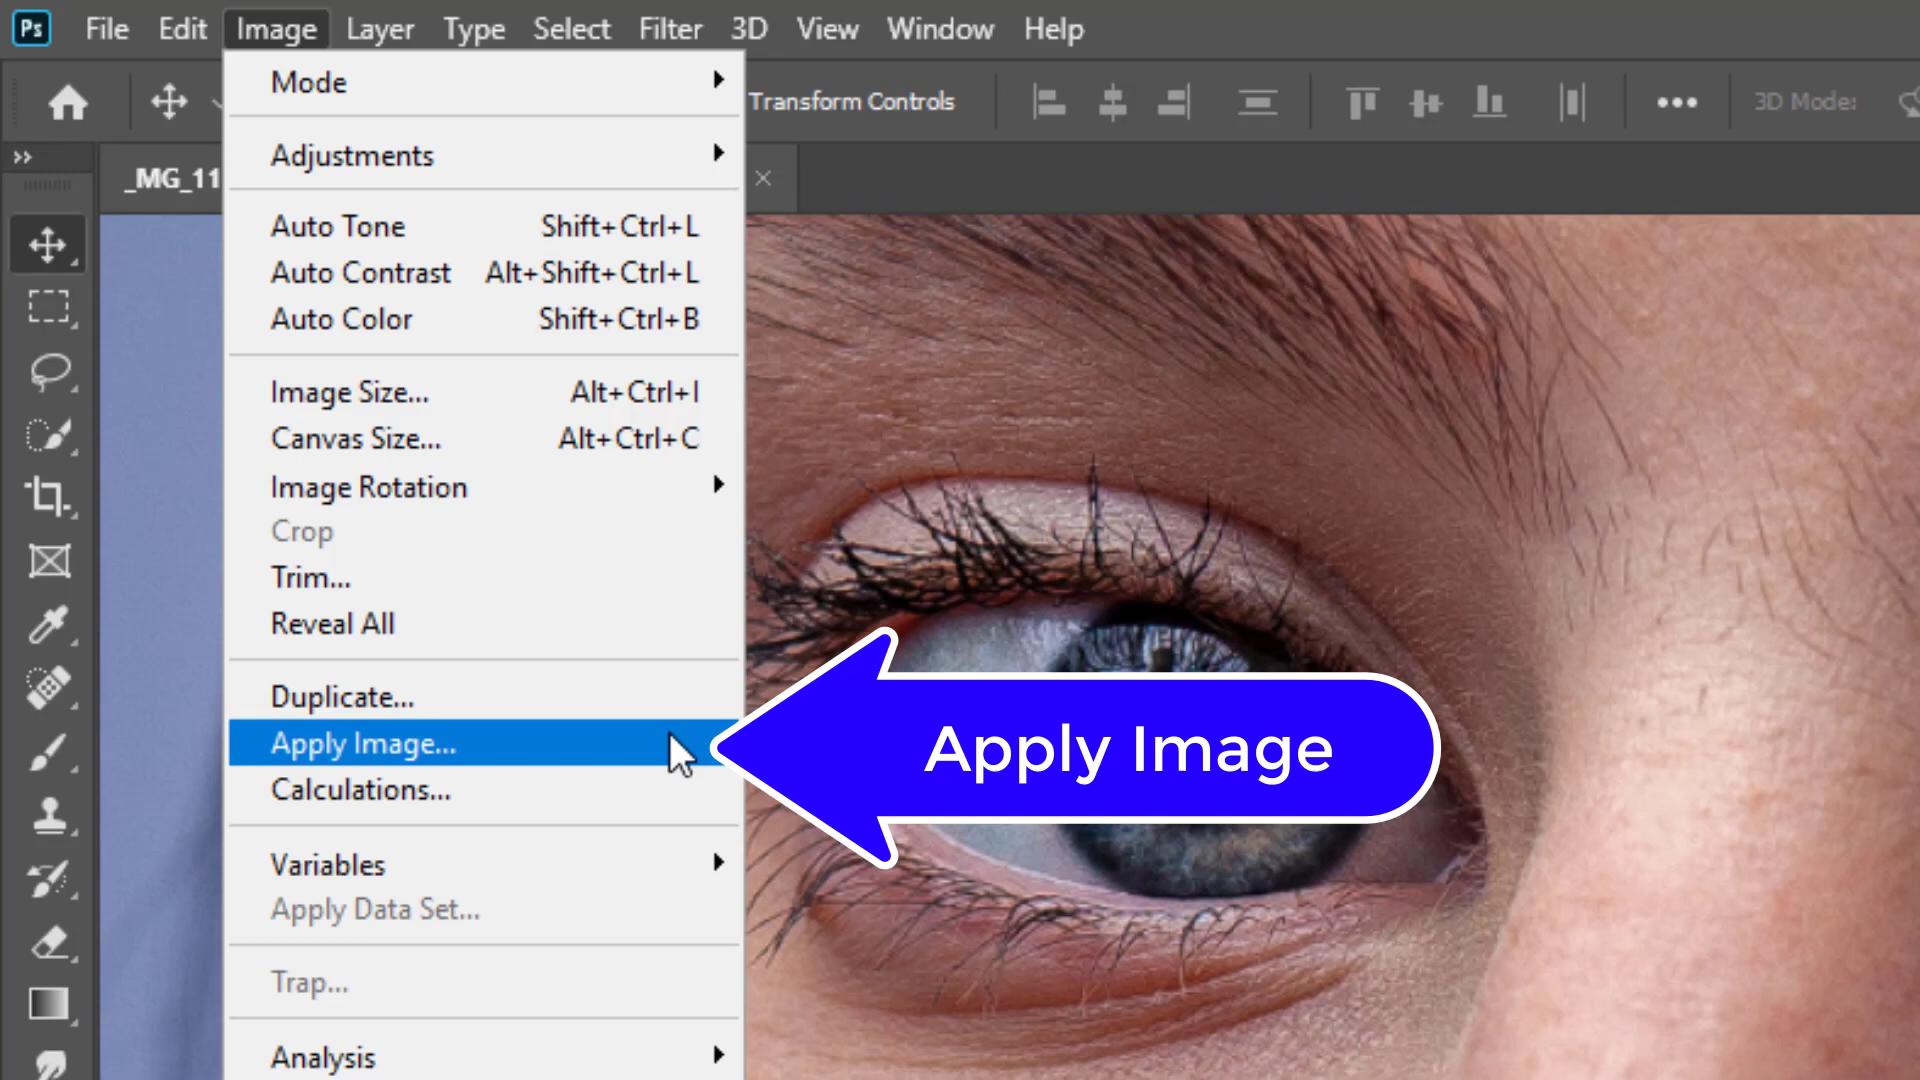 Ps File Edit Image Layer Type Select Filter 3D View Window Help
Transform Controls 3D Mode:
_MG_11
Mode
Adjustments
Auto Tone Shift+Ctrl+L
Auto Contrast Alt+Shift+Ctrl+L
Auto Color Shift+Ctrl+B
Image Size... Alt+Ctrl+I
Canvas Size... Alt+Ctrl+C
Image Rotation
Crop
Trim...
Reveal All
Duplicate...
Apply Image...
Apply Image
Calculations...
Variables
Apply Data Set...
Trap...
Analysis